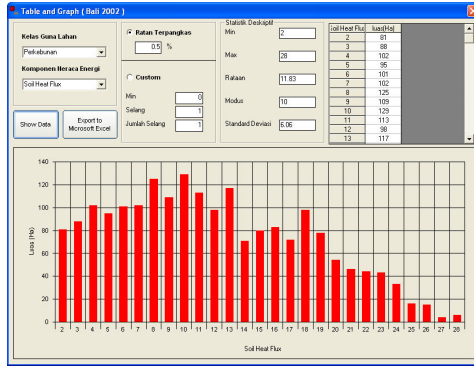 Table and Graph ( Bali 2002 )
Kelas Guna Lahan
Perkebunan
Komponen Neraca Energi
Soil Heat Flux
Show Data
Export to
Microsoft Excel
Ratan Terpangkas
0.5 %
Custom
Min 0
Selang 1
Jumlah Selang 1
Statistik Deskriptif
Min 2
Max 28
Rataan 11.83
Modus 10
Standard Deviasi 6.06
ioil Heat Flu luas(Ha)
2 81
3 88
4 102
5 95
6 101
7 102
8 125
9 109
10 129
11 113
12 98
13 117
140
120
100
80
60
40
20
0
Luas (Ha)
2 3 4 5 6 7 8 9 10 11 12 13 14 15 16 17 18 19 20 21 22 23 24 25 26 27 28
Soil Heat Flux